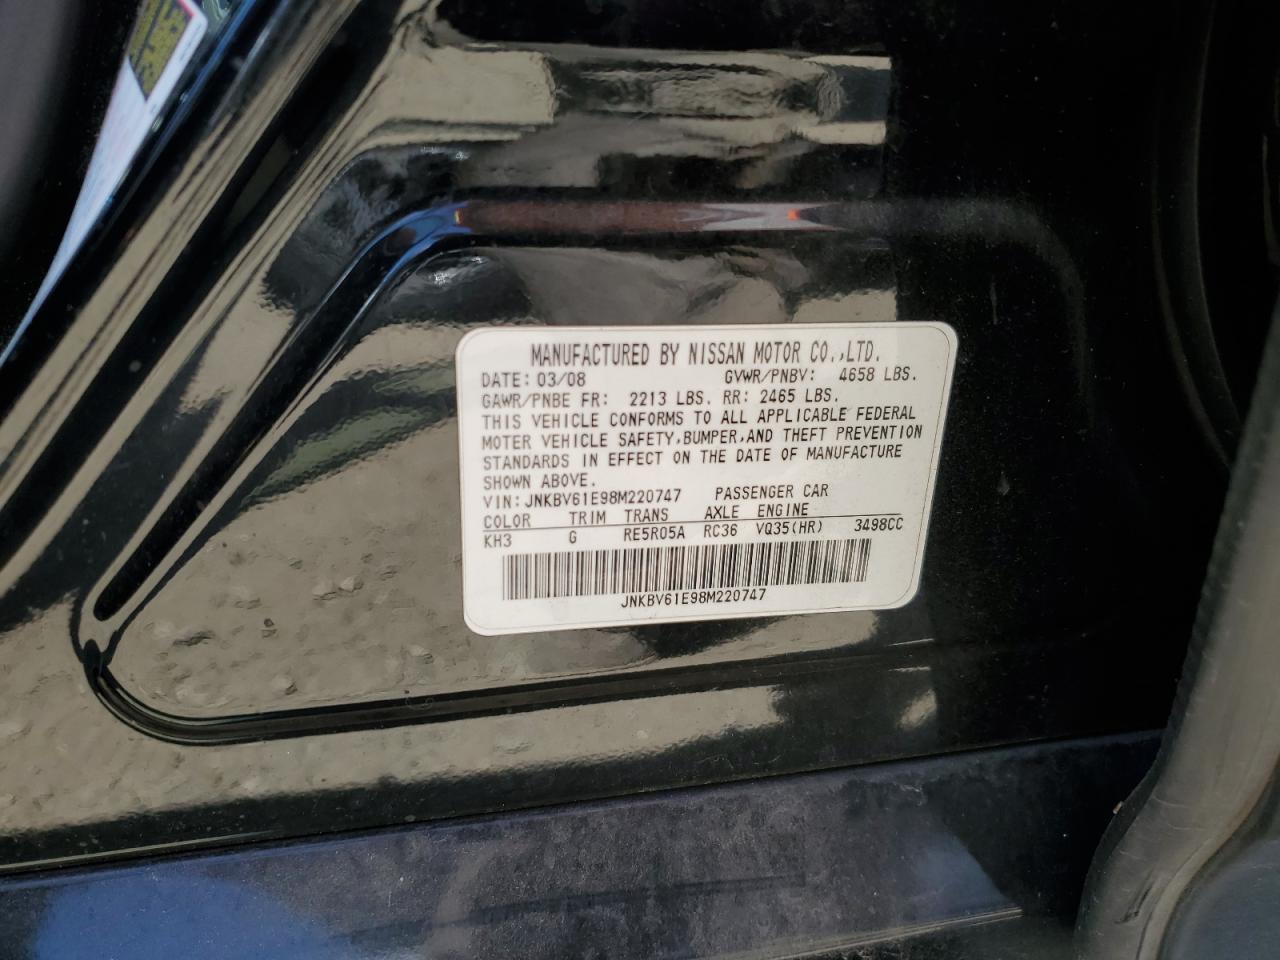 MANUFACTURED BY NISSAN MOTOR CO.,LTD.
DATE: 03/08 GVWR/PNBV: 4658 LBS.
GAWR/PNBE FR: 2213 LBS. RR: 2465 LBS.
THIS VEHICLE CONFORMS TO ALL APPLICABLE FEDERAL
MOTER VEHICLE SAFETY,BUMPER,AND THEFT PREVENTION
STANDARDS IN EFFECT ON THE DATE OF MANUFACTURE
SHOWN ABOVE.
VIN: JNKBV61E98M220747 PASSENGER CAR
COLOR TRIM TRANS AXLE ENGINE
KH3 G RE5R05A RC36 VQ35(HR) 3498CC
JNKBV61E98M220747